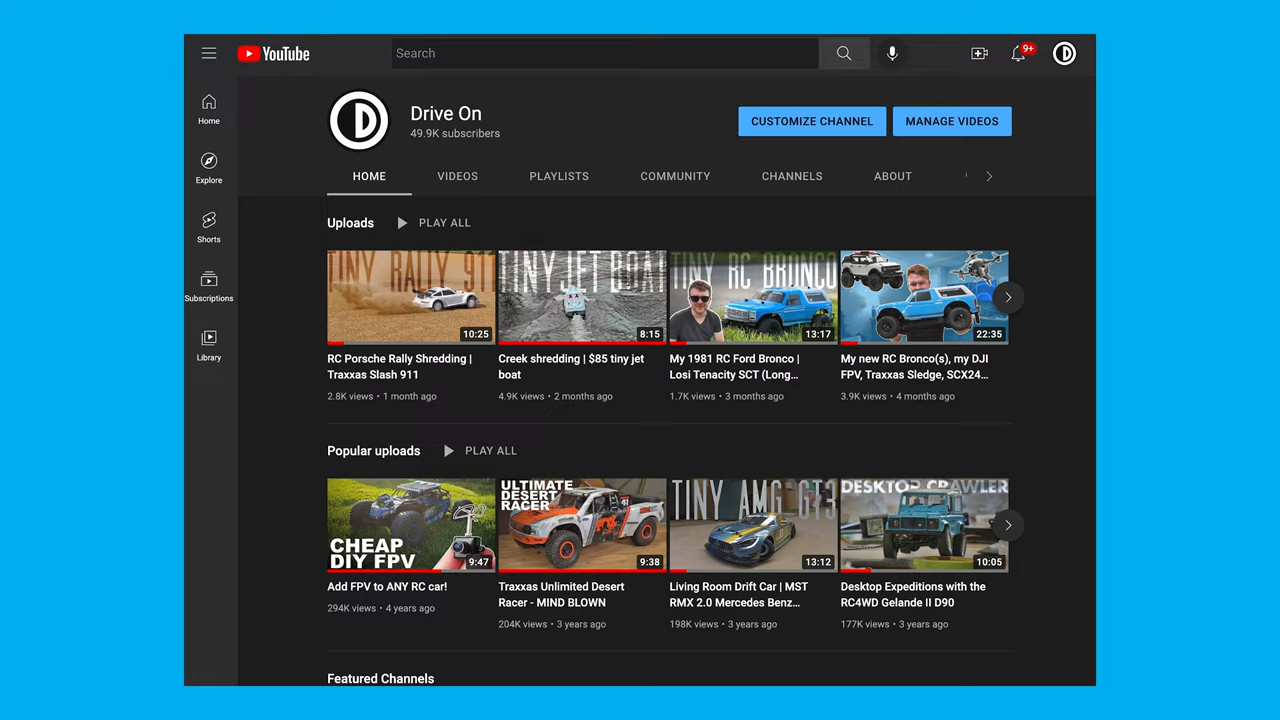 YouTube
Search
9+
Drive On
49.9K subscribers
CUSTOMIZE CHANNEL
MANAGE VIDEOS
Home
Explore
Shorts
Subscriptions
Library
HOME
VIDEOS
PLAYLISTS
COMMUNITY
CHANNELS
ABOUT
Uploads
PLAY ALL
TINY RALLY 911
10:25
TINY JET BOAT
8:15
TINY RC BRONCO
13:17
22:35
RC Porsche Rally Shredding |
Traxxas Slash 911
2.8K views • 1 month ago
Creek shredding | $85 tiny jet
boat
4.9K views • 2 months ago
My 1981 RC Ford Bronco |
Losi Tenacity SCT (Long...
1.7K views • 3 months ago
My new RC Bronco(s), my DJI
FPV, Traxxas Sledge, SCX24...
3.9K views • 4 months ago
Popular uploads
PLAY ALL
CHEAP
DIY FPV
9:47
ULTIMATE
DESERT
RACER
9:38
TINY AMG GT3
13:12
DESKTOP CRAWLER
10:05
Add FPV to ANY RC car!
294K views • 4 years ago
Traxxas Unlimited Desert
Racer - MIND BLOWN
204K views • 3 years ago
Living Room Drift Car | MST
RMX 2.0 Mercedes Benz...
198K views • 3 years ago
Desktop Expeditions with the
RC4WD Gelande II D90
177K views • 3 years ago
Featured Channels